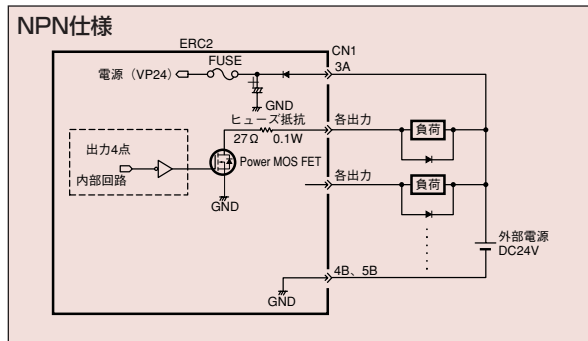 NPN仕様
ERC2
CN1
FUSE
3A
電源（VP24）
GND
ヒューズ抵抗
各出力
負荷
27Ω 0.1W
出力4点
Power MOS FET
内部回路
各出力
負荷
GND
外部電源
DC24V
4B、5B
GND